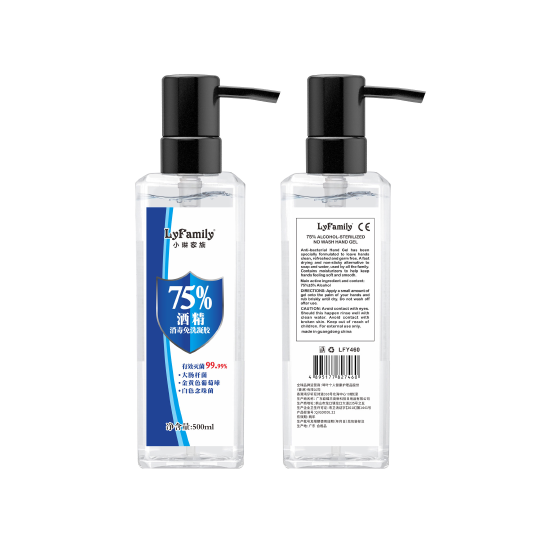 LyFamily
小琳家族
75%
酒精
消毒免洗凝胶
有效灭菌99.99%
•大肠杆菌
•金黄色葡萄球
•白色念珠菌
净含量:500ml
LyFamily CE
75% ALCOHOL-STERILIZED
NO WASH HAND GEL
Anti-bacterial Hand Gel has been
specially formulated to leave hands
clean, refreshed and germ free. A fast
drying and non-sticky alternative to
soap and water, used by all the family.
Contains moisturizers to help keep
hands feeling soft and smooth.
Main active ingredient and content:
75%±5% Alcohol
DIRECTIONS: Apply a small amount of
gel onto the palm of your hands and
rub briskly until dry. Do not wash off
after use.
CAUTION: Avoid contact with eyes.
Should this happen rinse well with
clean water. Avoid contact with
broken skin. Keep out of reach of
children. For external use only.
made in guangdong china
LFY460
4 895177 827468